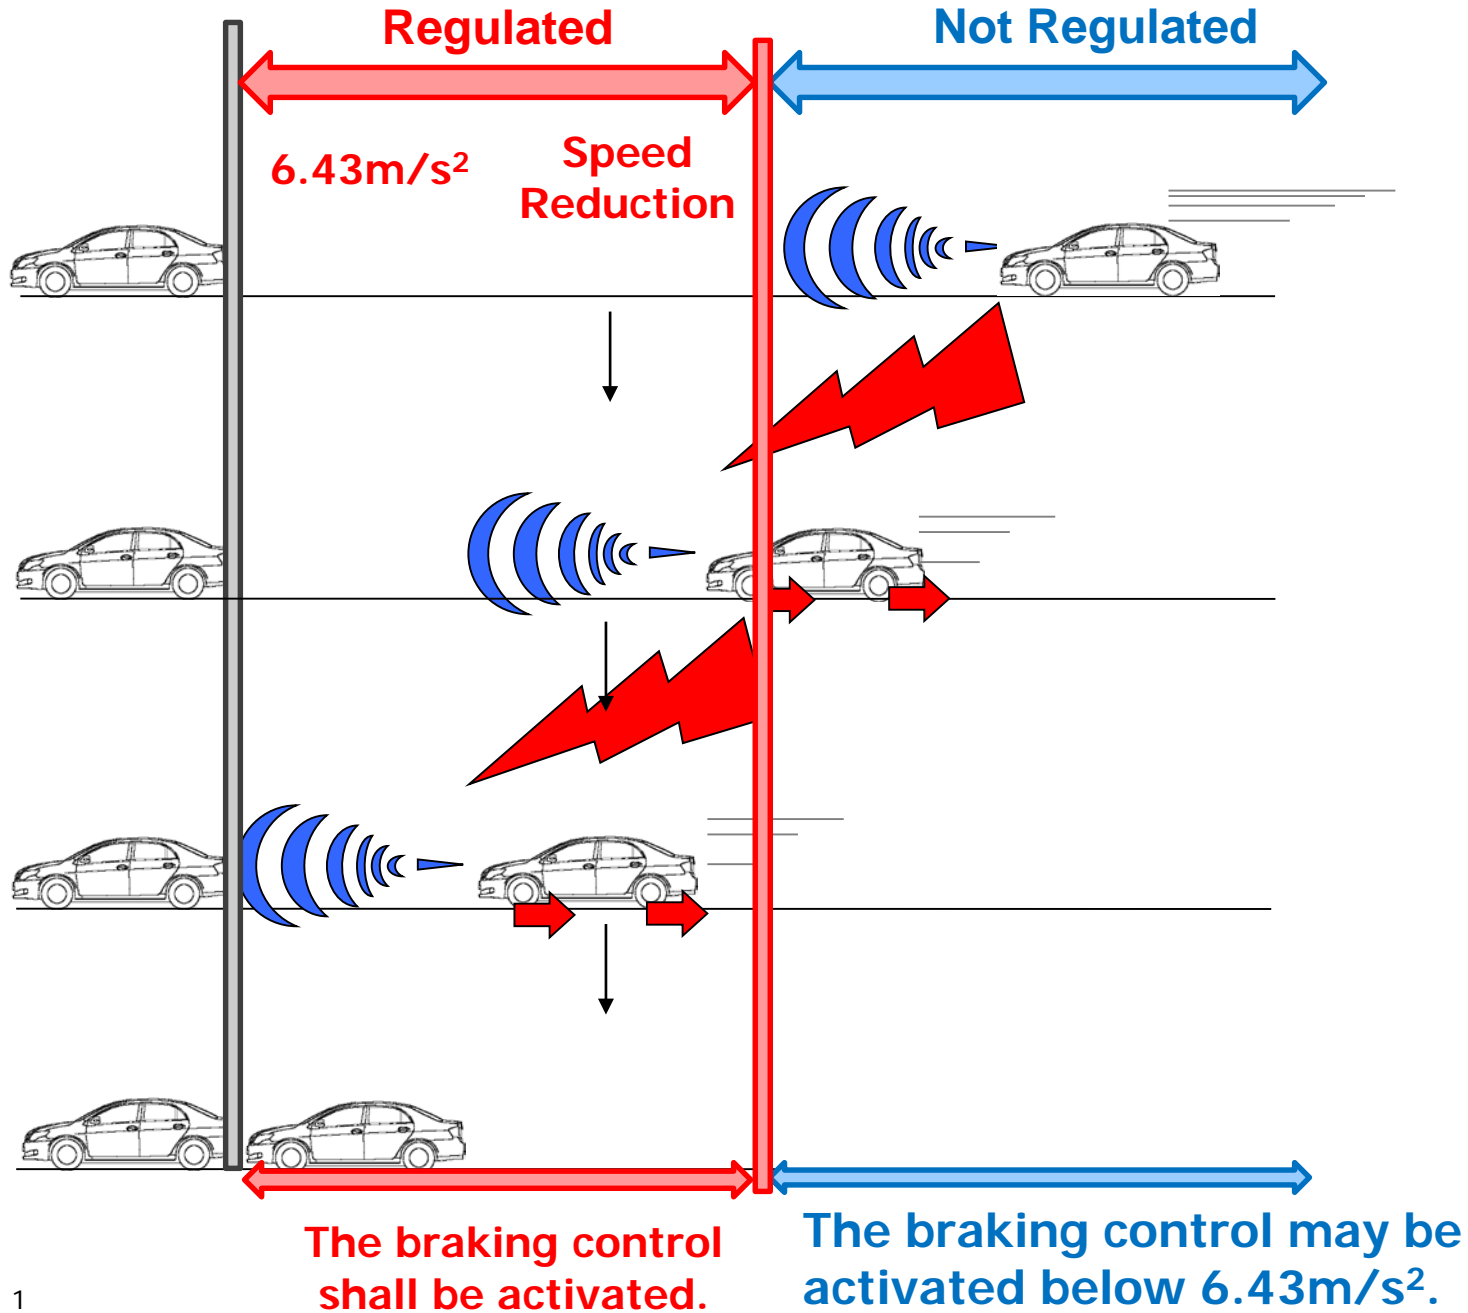 Regulated
Not Regulated
6.43m/s²
Speed
Reduction
The braking control
shall be activated.
The braking control may be
activated below 6.43m/s².
1